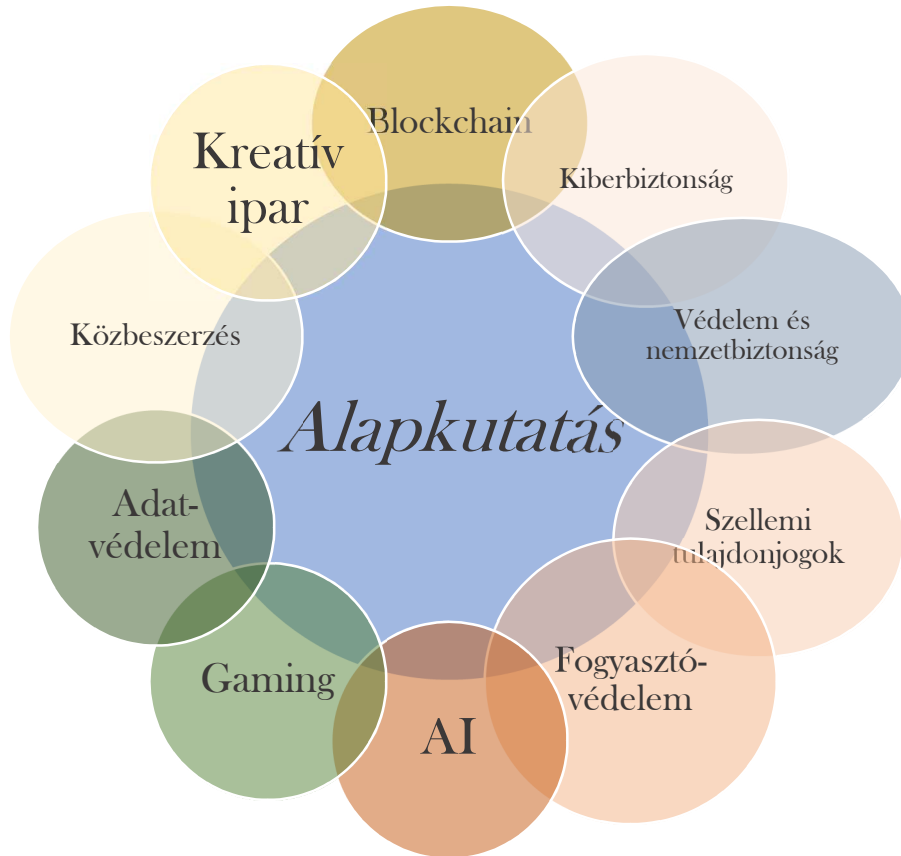 Blockchain
Kiberbiztonság
Védelem és
nemzetbiztonság
Szellemi
tulajdonjogok
Fogyasztó-
védelem
AI
Gaming
Adat-
védelem
Közbeszerzés
Kreatív
ipar
Alapkutatás